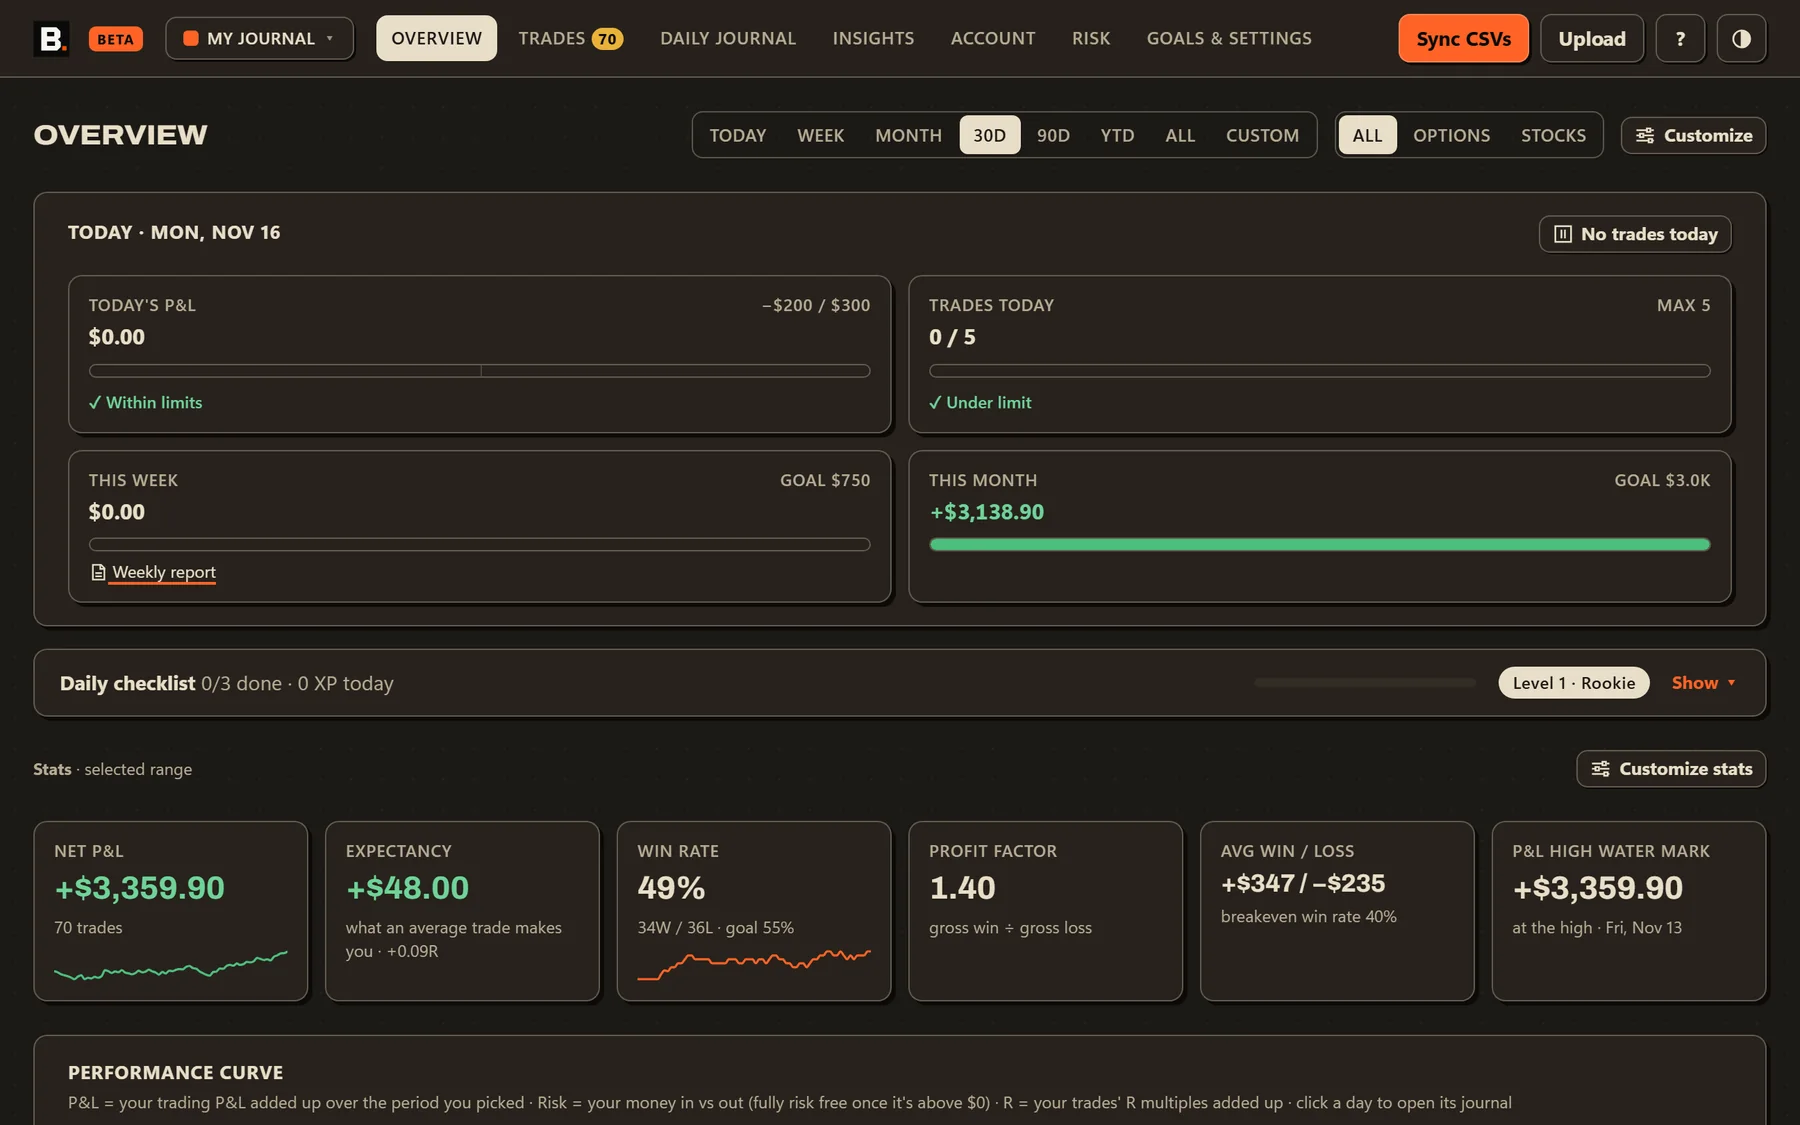 B.
BETA
MY JOURNAL
OVERVIEW
TRADES 70
DAILY JOURNAL
INSIGHTS
ACCOUNT
RISK
GOALS & SETTINGS
Sync CSVs
Upload
?
OVERVIEW
TODAY
WEEK
MONTH
30D
90D
YTD
ALL
CUSTOM
ALL
OPTIONS
STOCKS
Customize
TODAY · MON, NOV 16
No trades today
TODAY'S P&L
−$200 / $300
$0.00
✓ Within limits
TRADES TODAY
MAX 5
0 / 5
✓ Under limit
THIS WEEK
GOAL $750
$0.00
Weekly report
THIS MONTH
GOAL $3.0K
+$3,138.90
Daily checklist 0/3 done · 0 XP today
Level 1 · Rookie
Show
Stats · selected range
Customize stats
NET P&L
+$3,359.90
70 trades
EXPECTANCY
+$48.00
what an average trade makes
you · +0.09R
WIN RATE
49%
34W / 36L · goal 55%
PROFIT FACTOR
1.40
gross win ÷ gross loss
AVG WIN / LOSS
+$347 / −$235
breakeven win rate 40%
P&L HIGH WATER MARK
+$3,359.90
at the high · Fri, Nov 13
PERFORMANCE CURVE
P&L = your trading P&L added up over the period you picked · Risk = your money in vs out (fully risk free once it's above $0) · R = your trades' R multiples added up · click a day to open its journal